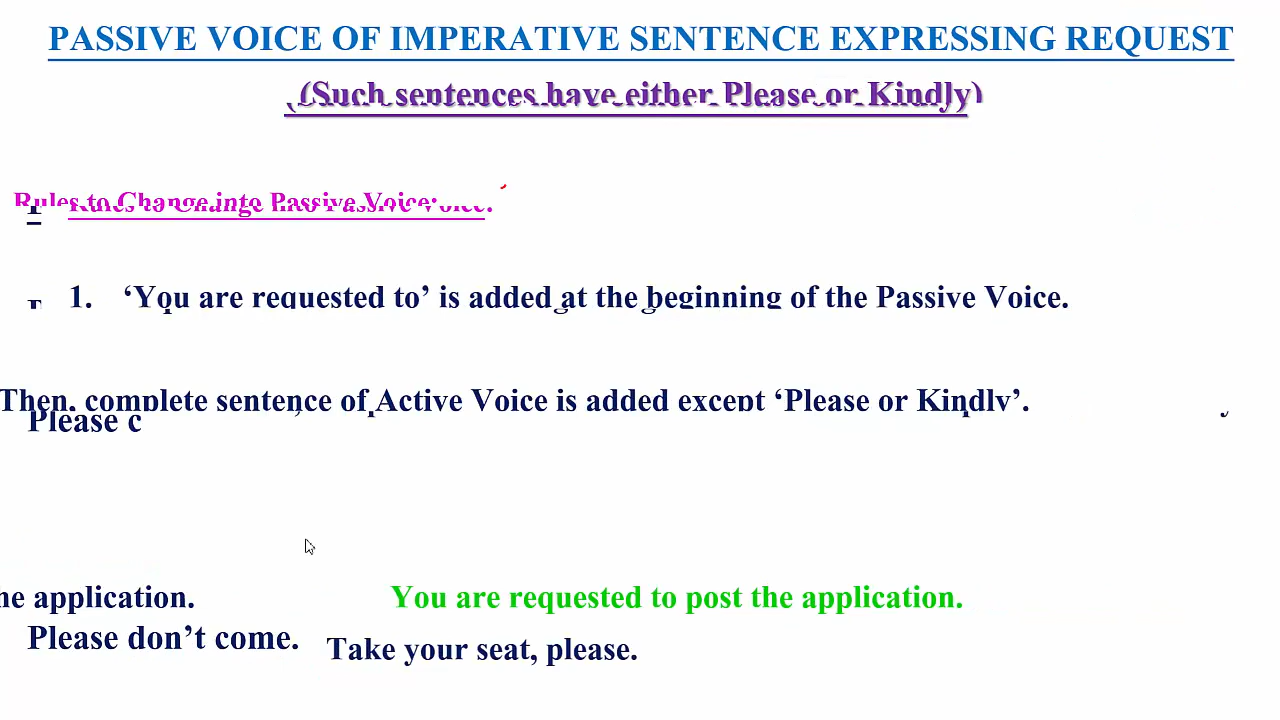 PASSIVE VOICE OF IMPERATIVE SENTENCE EXPRESSING REQUEST
(Such sentences have either Please or Kindly)
Rules to Change into Passive Voice:
1. ‘You are requested to’ is added at the beginning of the Passive Voice.
Then, complete sentence of Active Voice is added except ‘Please or Kindly’.
Please c
he application. You are requested to post the application.
Please don’t come. Take your seat, please.